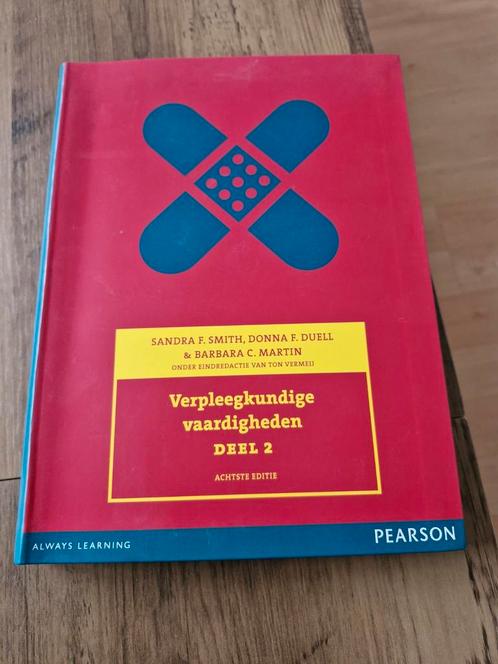 SANDRA F. SMITH, DONNA F. DUELL
& BARBARA C. MARTIN
ONDER EINDREDACTIE VAN TON VERMEIJ
Verpleegkundige
vaardigheden
DEEL 2
ACHTSTE EDITIE
ALWAYS LEARNING
PEARSON